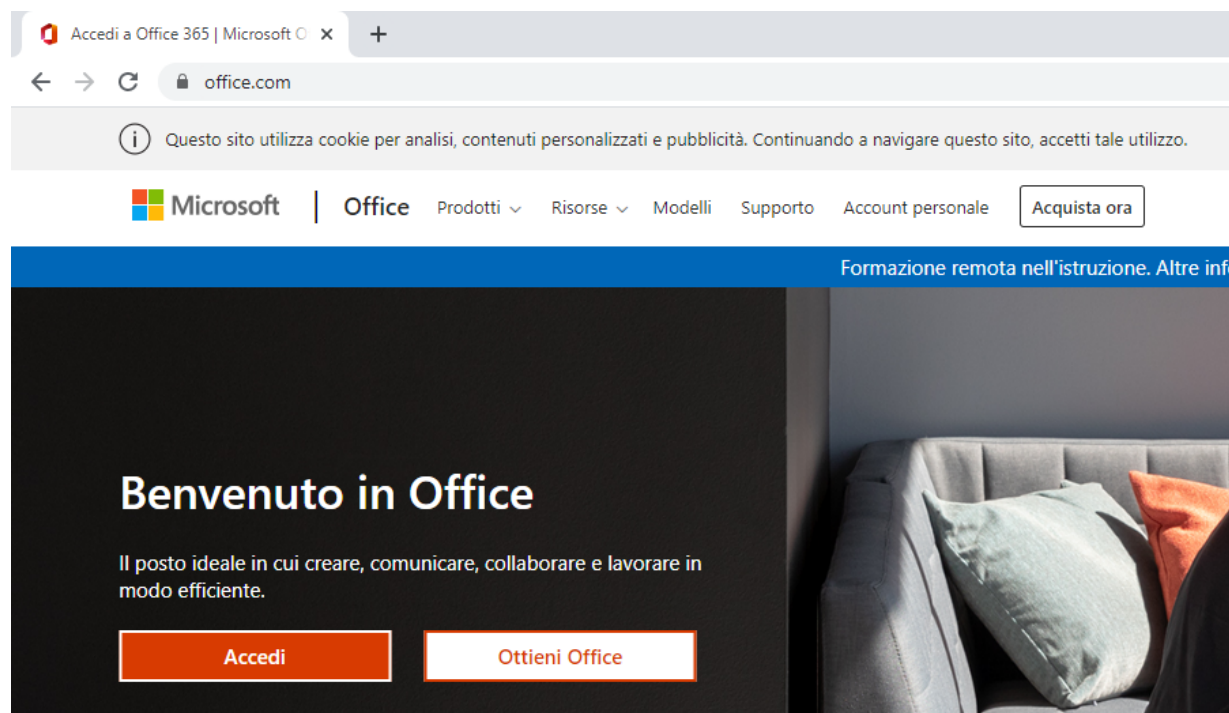 Accedi a Office 365 | Microsoft O
office.com
Questo sito utilizza cookie per analisi, contenuti personalizzati e pubblicità. Continuando a navigare questo sito, accetti tale utilizzo.
Microsoft | Office Prodotti Risorse Modelli Supporto Account personale Acquista ora
Formazione remota nell'istruzione. Altre inf
Benvenuto in Office
Il posto ideale in cui creare, comunicare, collaborare e lavorare in
modo efficiente.
Accedi Ottieni Office